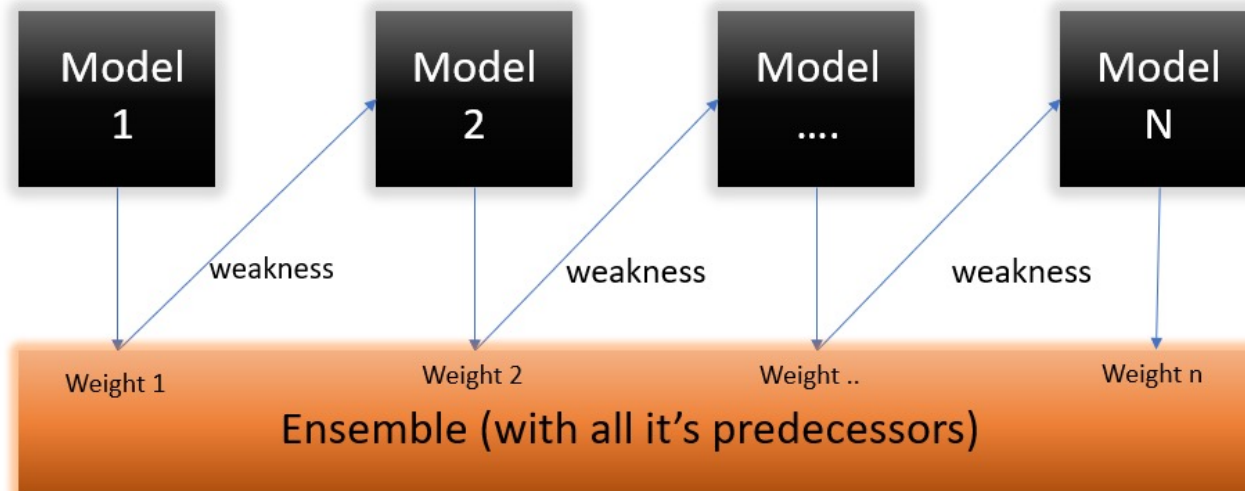 Model
1
Model
2
Model
....
Model
N
weakness
weakness
weakness
Weight 1
Weight 2
Weight ..
Weight n
Ensemble (with all it's predecessors)